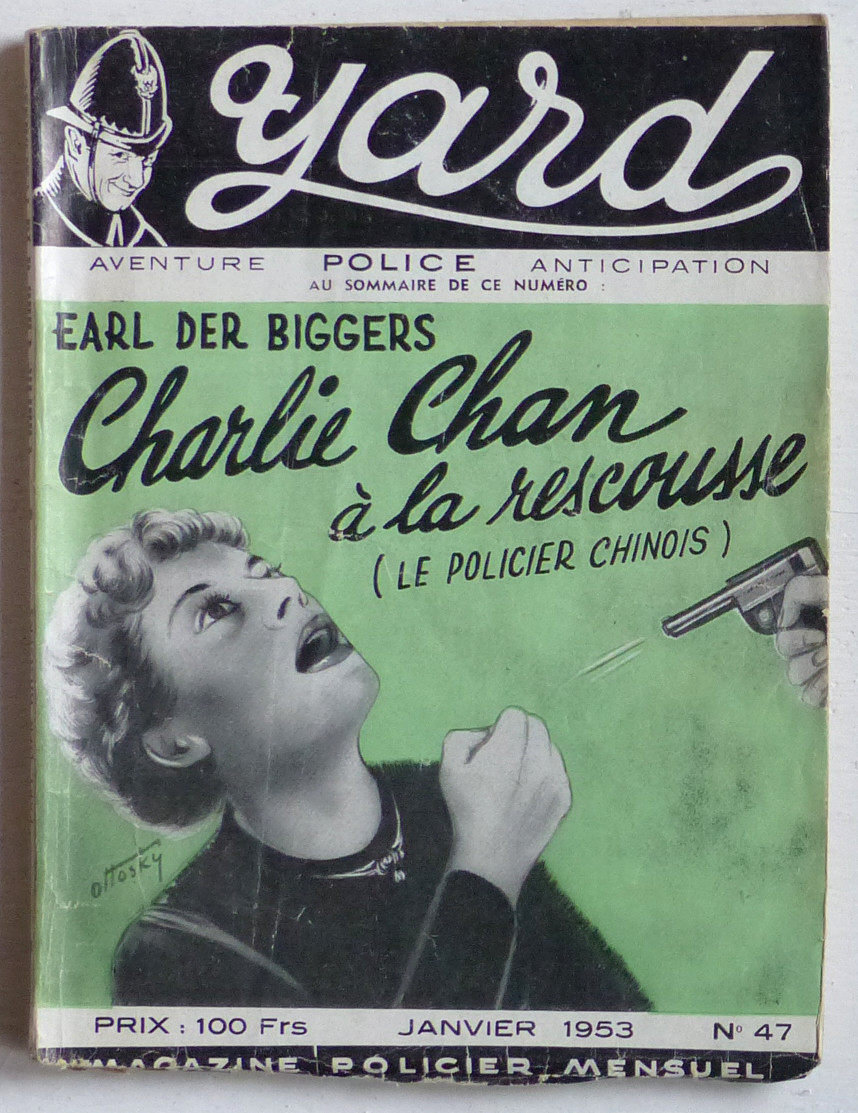 yard
AVENTURE POLICE ANTICIPATION
AU SOMMAIRE DE CE NUMÉRO :
EARL DER BIGGERS
Charlie Chan
à la rescousse
(LE POLICIER CHINOIS)
OTTOSKY
PRIX : 100 Frs JANVIER 1953 Nº 47
MAGAZINE POLICIER MENSUEL